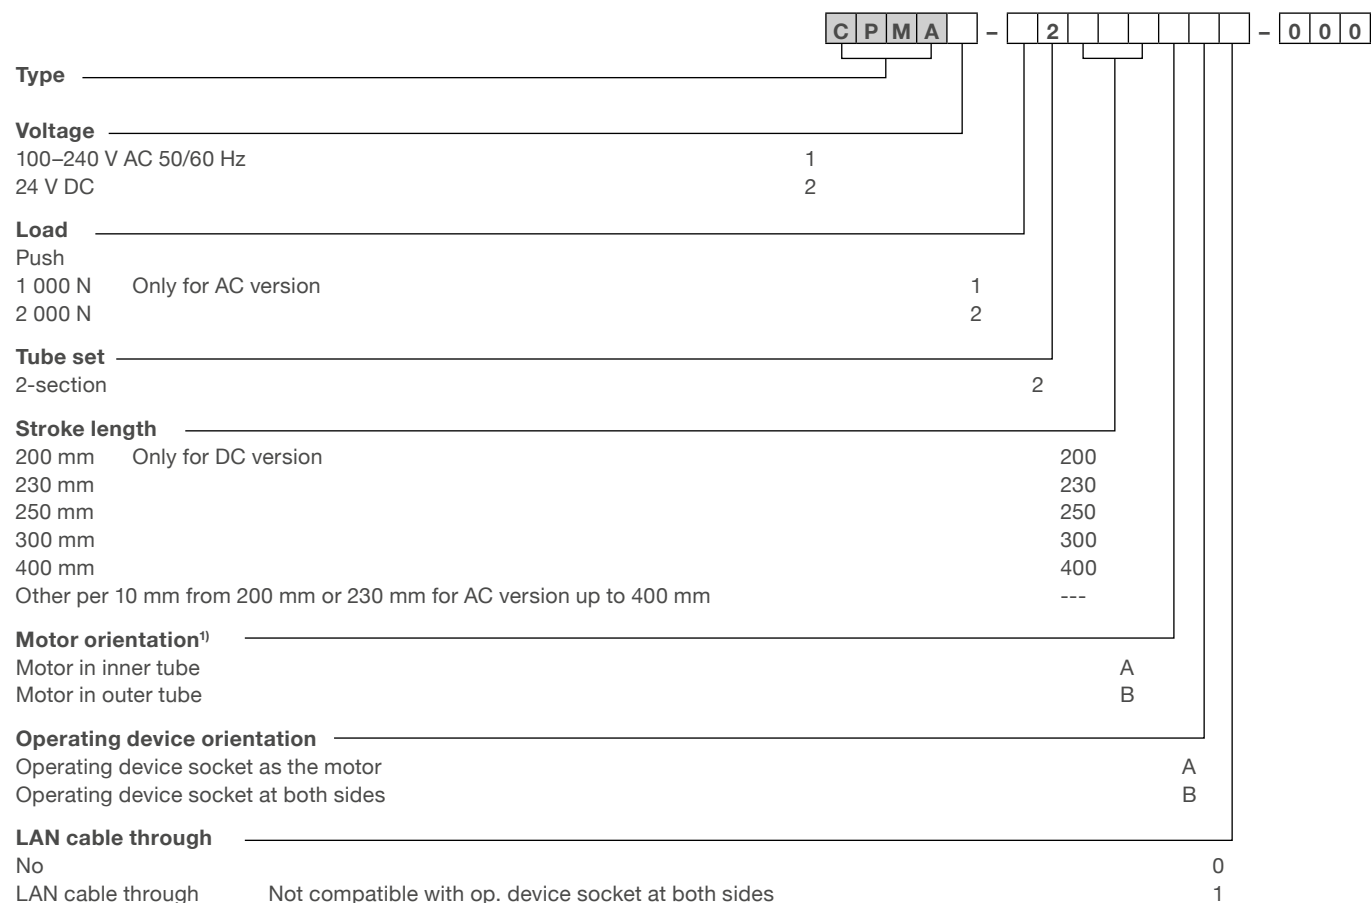 C P M A – 2 – 0 0 0
Type
Voltage
100–240 V AC 50/60 Hz 1
24 V DC 2
Load
Push
1 000 N Only for AC version 1
2 000 N 2
Tube set
2-section 2
Stroke length
200 mm Only for DC version 200
230 mm 230
250 mm 250
300 mm 300
400 mm 400
Other per 10 mm from 200 mm or 230 mm for AC version up to 400 mm ---
Motor orientation¹⁾
Motor in inner tube A
Motor in outer tube B
Operating device orientation
Operating device socket as the motor A
Operating device socket at both sides B
LAN cable through
No 0
LAN cable through Not compatible with op. device socket at both sides 1